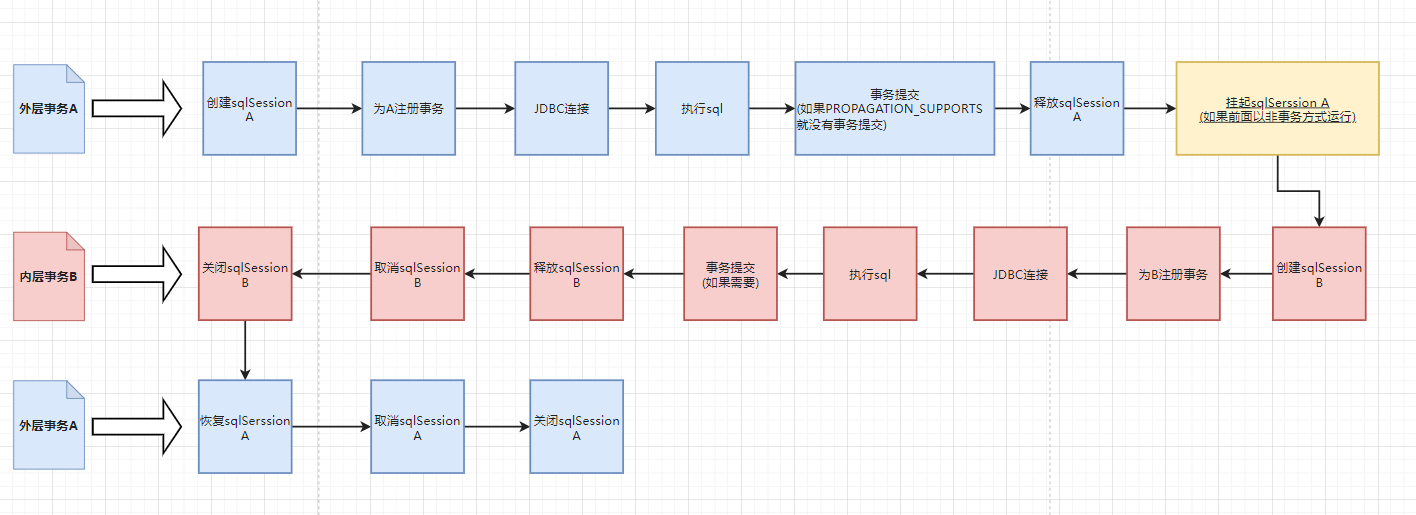 外层事务A
创建sqlSession
A
为A注册事务
JDBC连接
执行sql
事务提交
(如果PROPAGATION_SUPPORTS
就没有事务提交)
释放sqlSession
A
挂起sqlSerssion A
(如果前面以非事务方式运行)
内层事务B
关闭sqlSession
B
取消sqlSession
B
释放sqlSession
B
事务提交
(如果需要)
执行sql
JDBC连接
为B注册事务
创建sqlSession
B
外层事务A
恢复sqlSerssion
A
取消sqlSession
A
关闭sqlSession
A